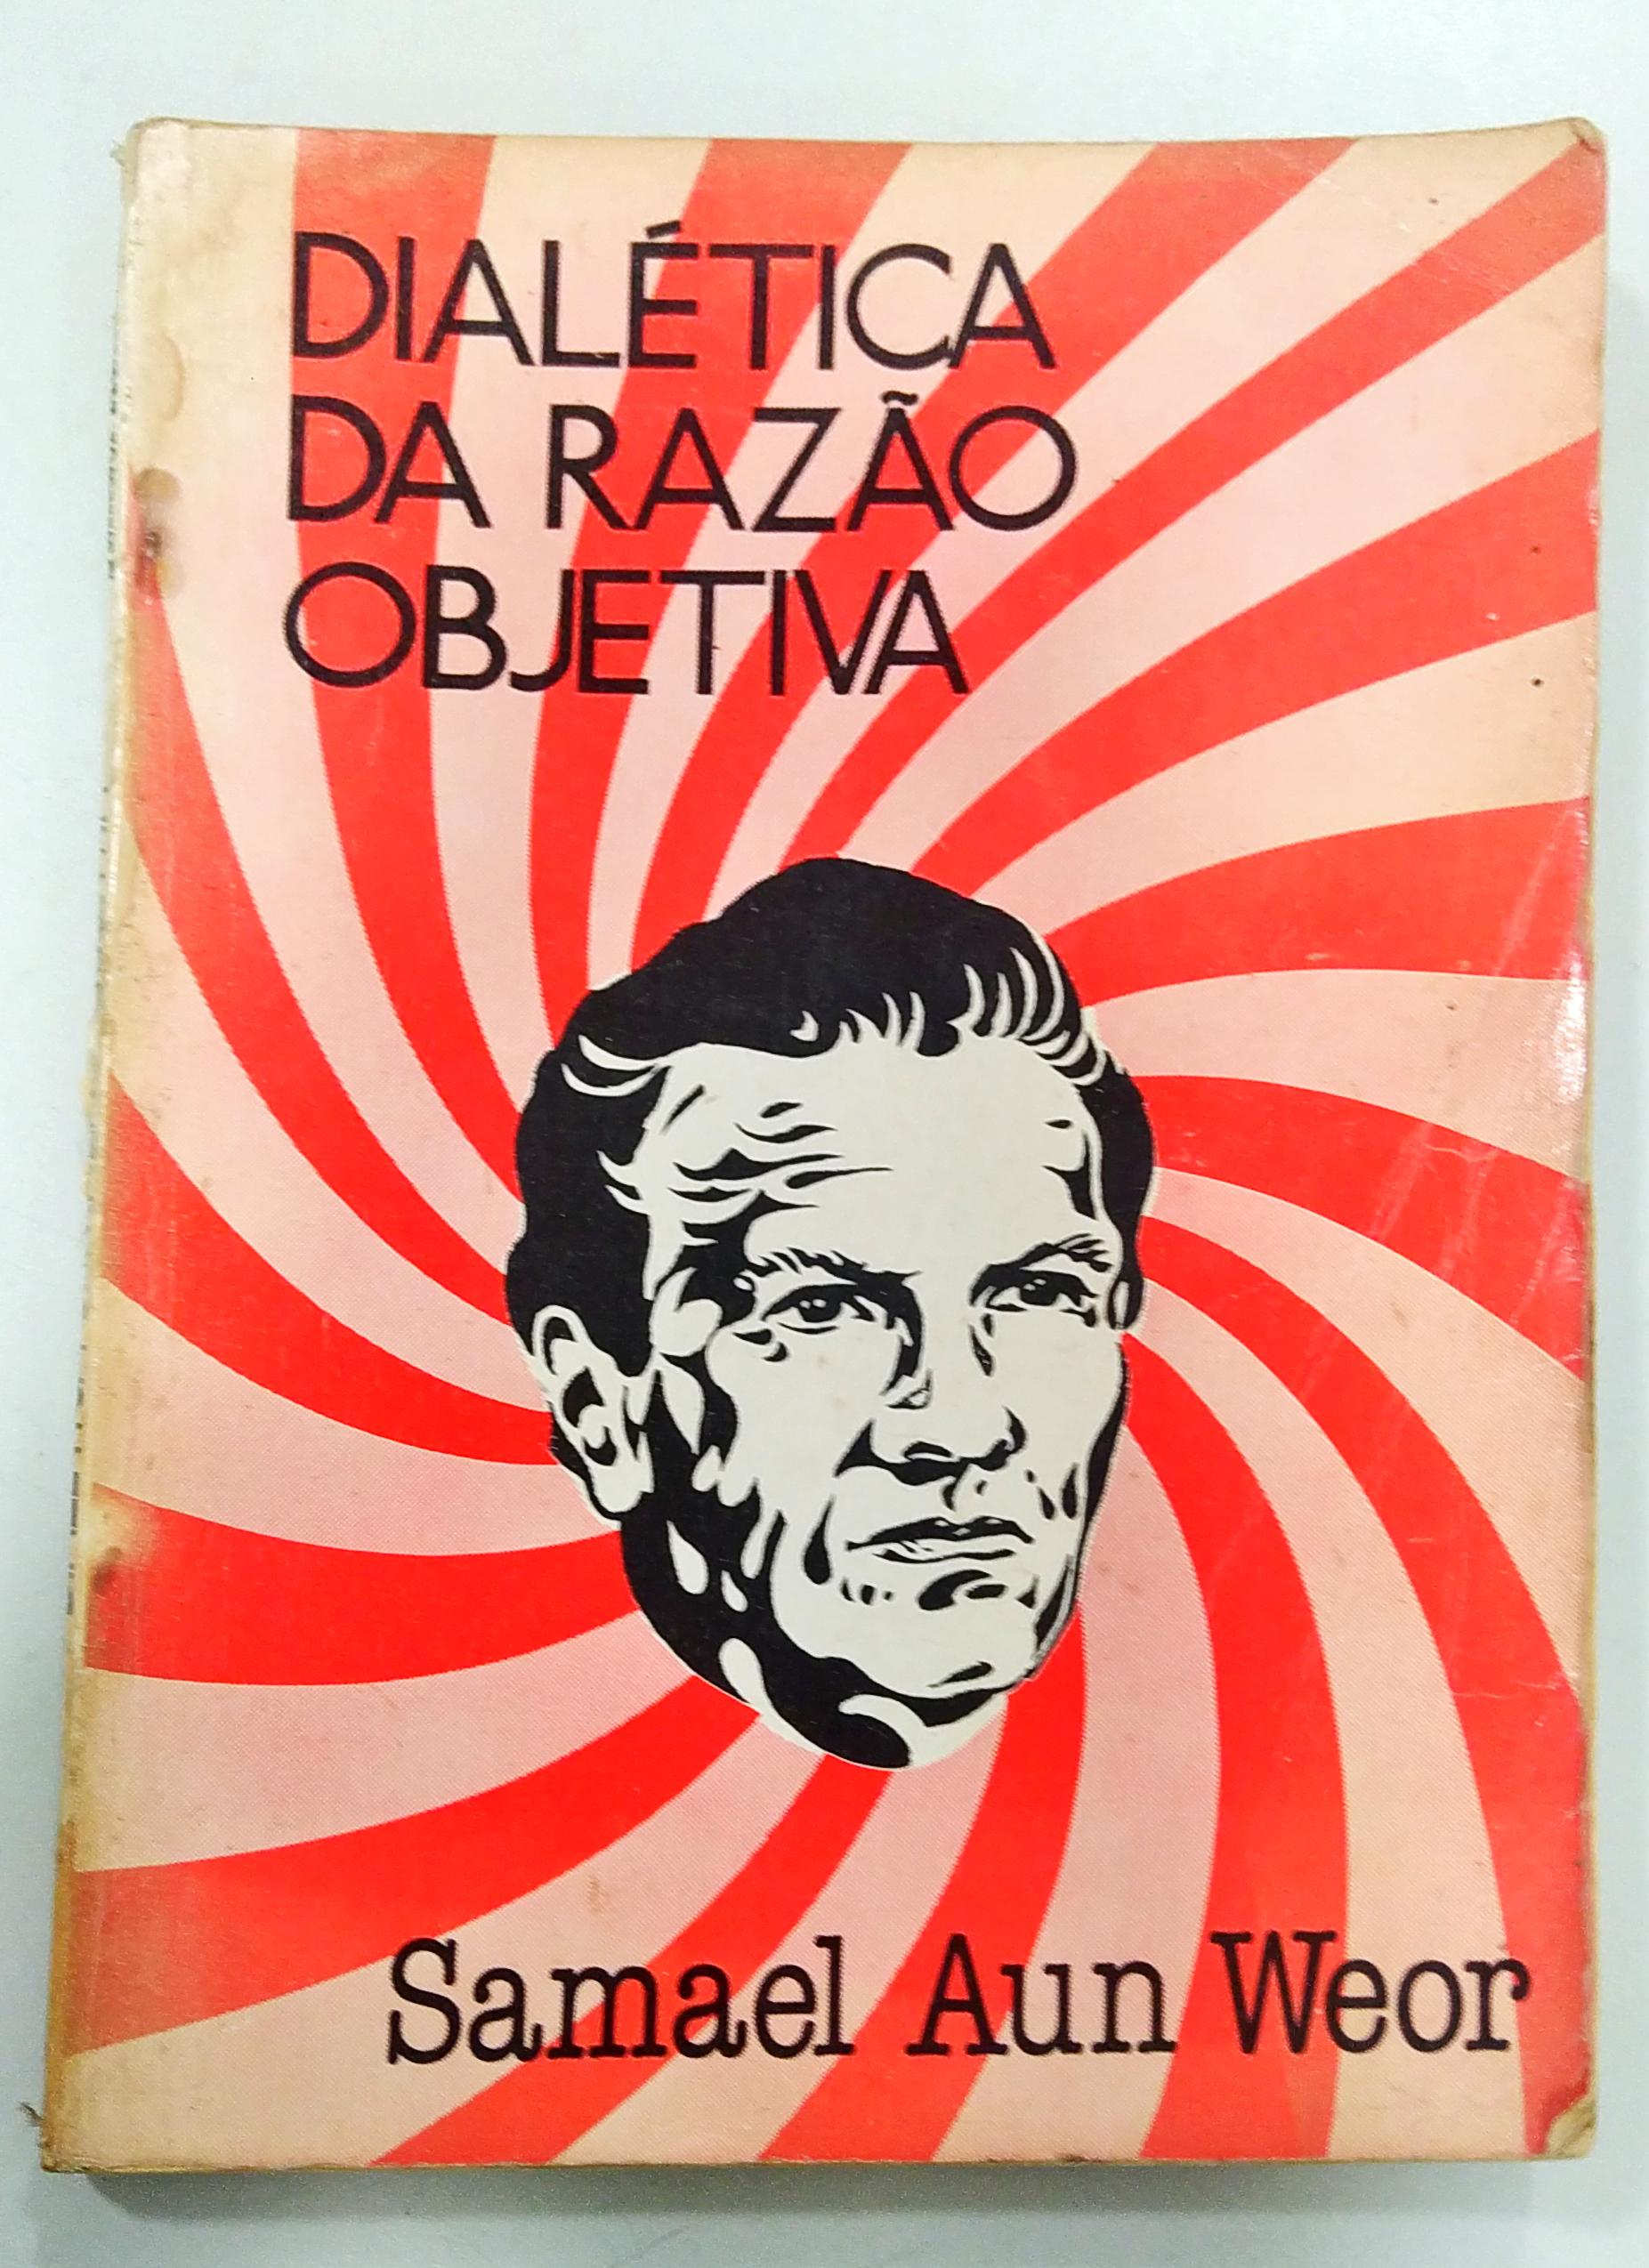 DIALÉTICA
DA RAZÃO
OBJETIVA
Samael Aun Weor